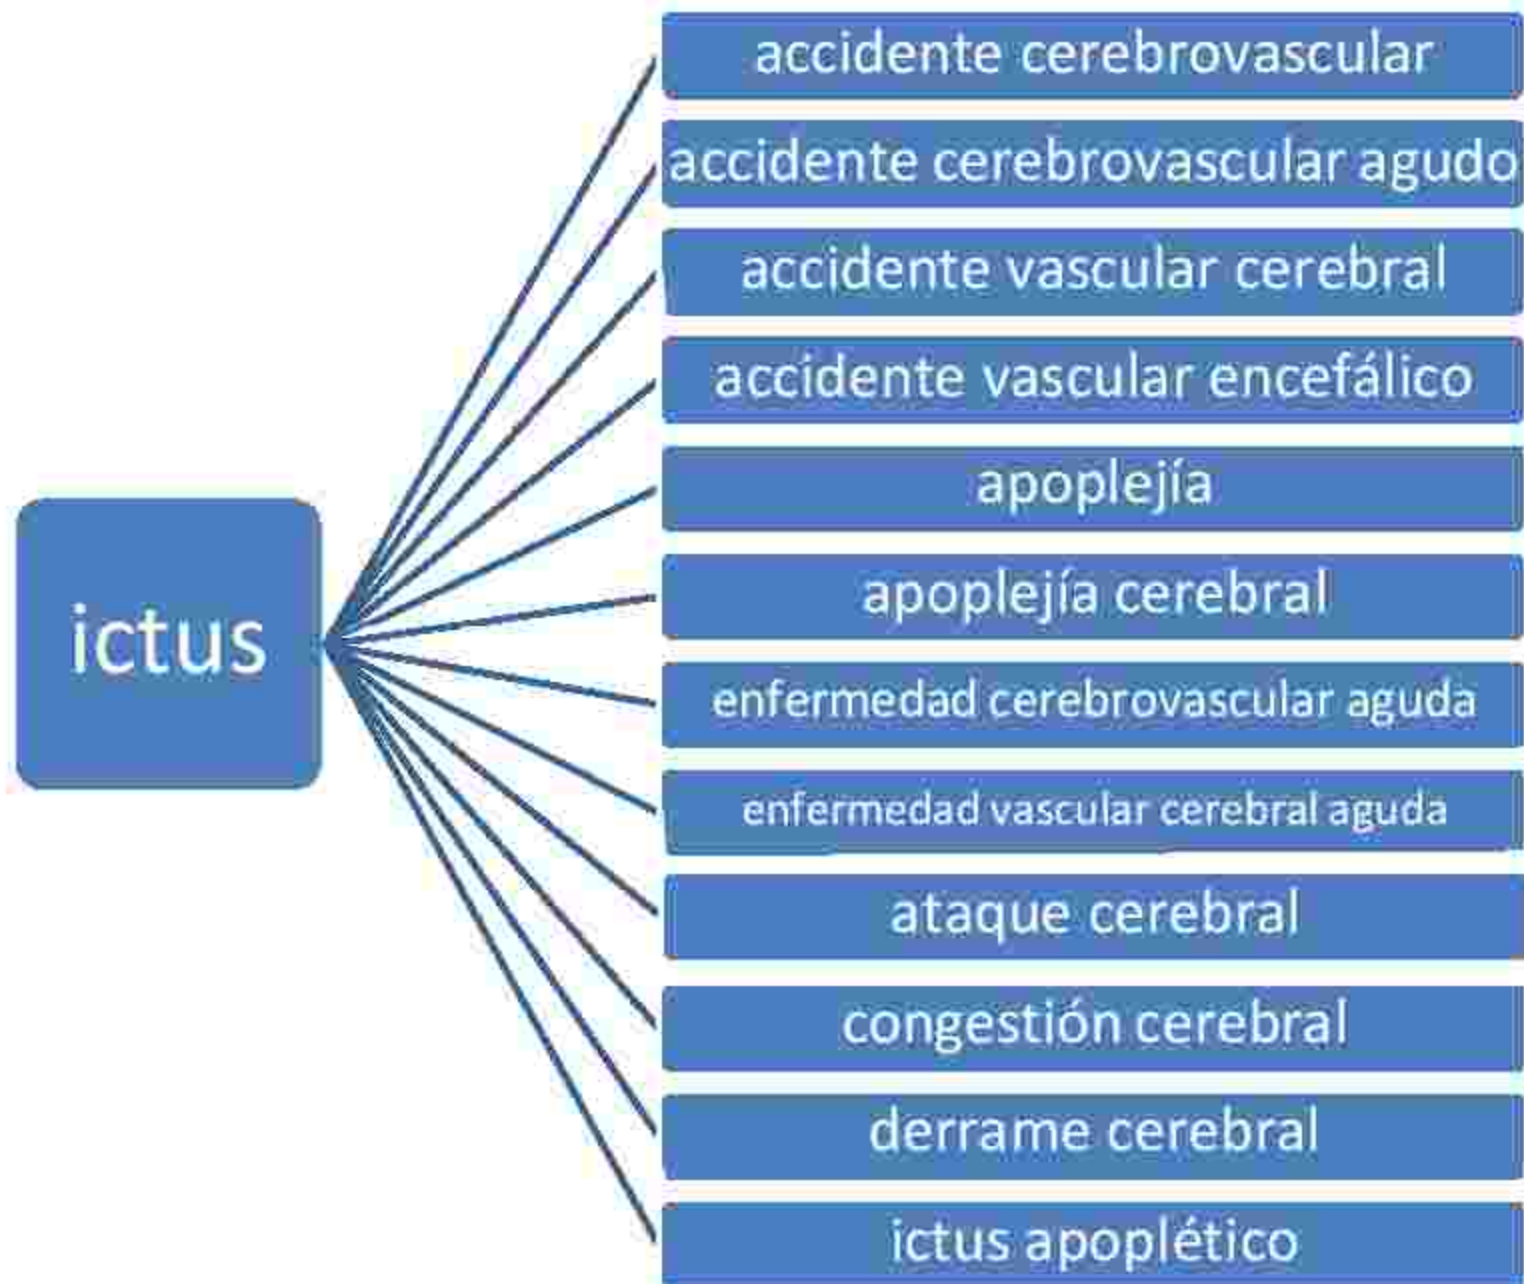 ictus
accidente cerebrovascular
accidente cerebrovascular agudo
accidente vascular cerebral
accidente vascular encefálico
apoplejía
apoplejía cerebral
enfermedad cerebrovascular aguda
enfermedad vascular cerebral aguda
ataque cerebral
congestión cerebral
derrame cerebral
ictus apoplético